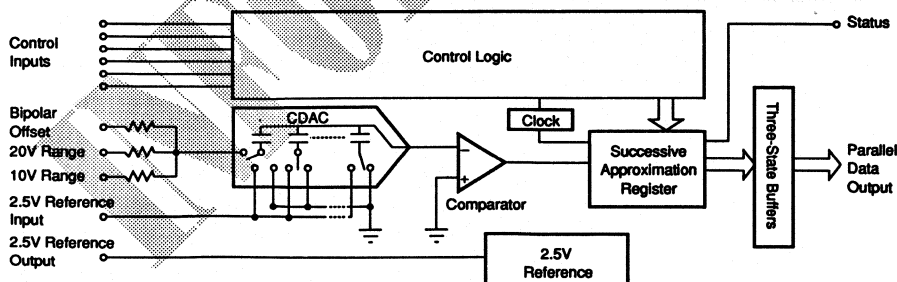 Control
Inputs
Control Logic
Status
Bipolar
Offset
20V Range
10V Range
2.5V Reference
Input
2.5V Reference
Output
CDAC
Clock
–
+
Comparator
Successive
Approximation
Register
Three-State Buffers
Parallel
Data
Output
2.5V
Reference